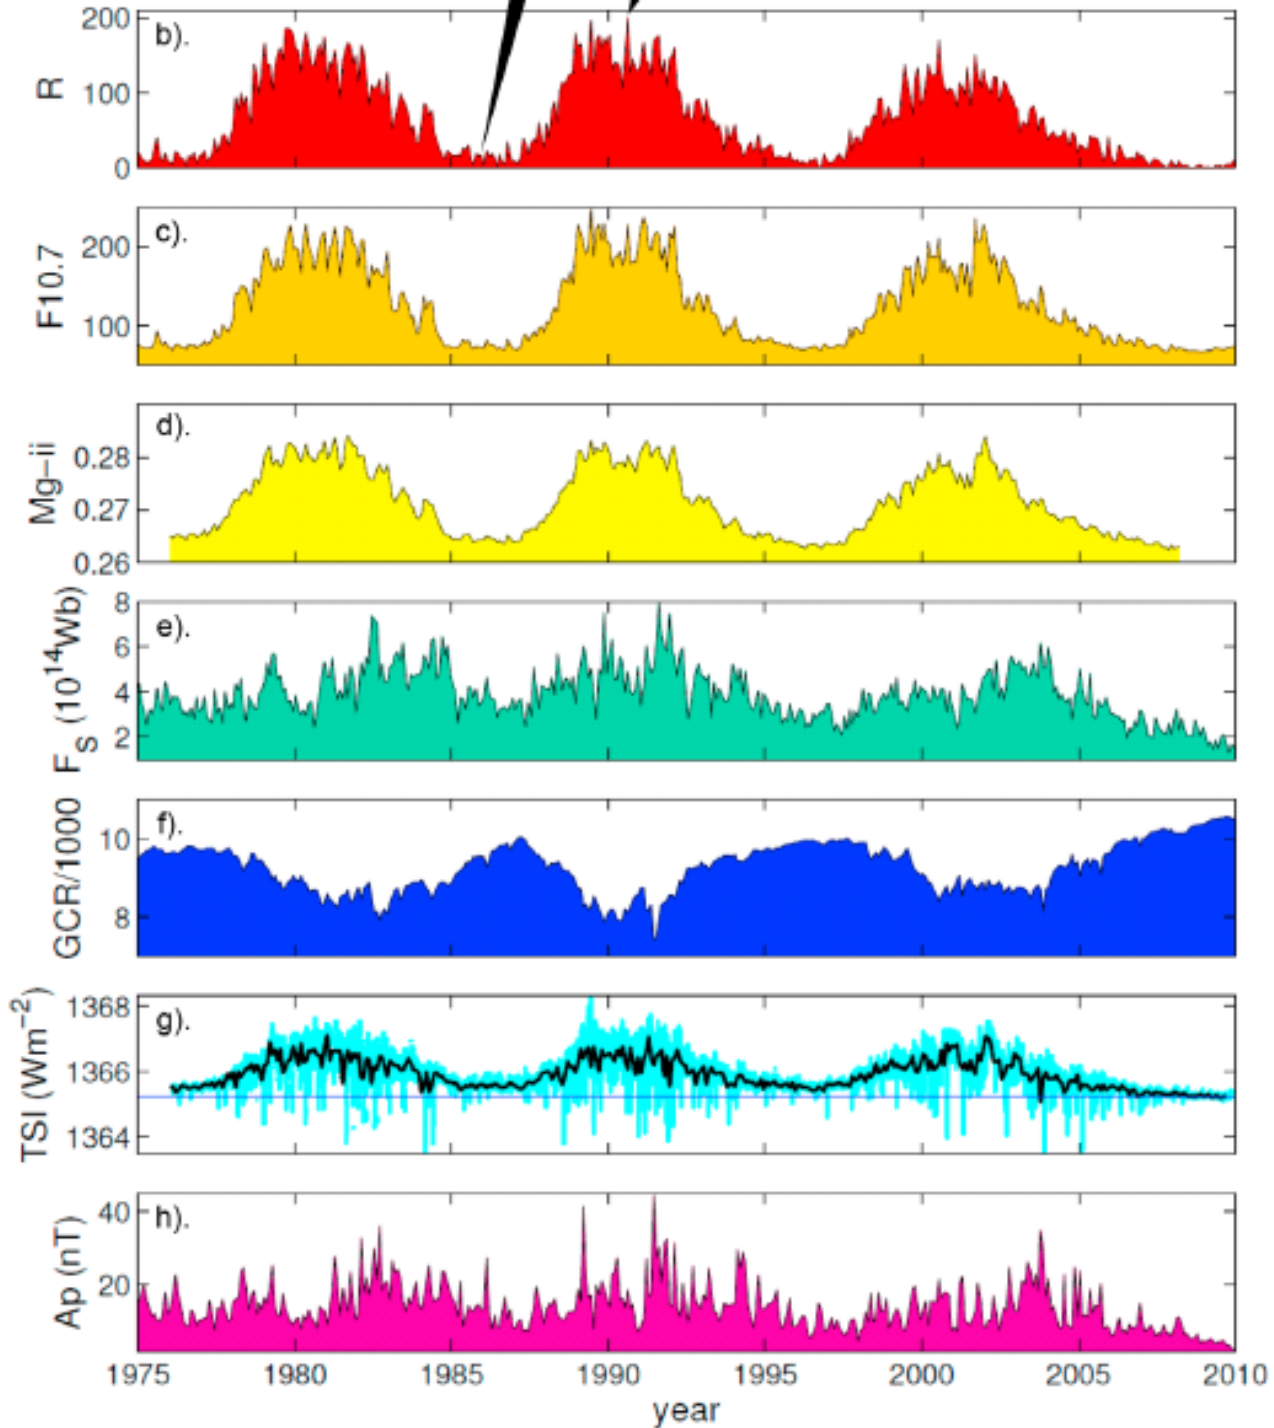 b).
R
200
100
0
c).
F10.7
200
100
d).
Mg-ii
0.28
0.27
0.26
e).
F_S (10^14Wb)
8
6
4
2
f).
GCR/1000
10
8
g).
TSI (Wm^-2)
1368
1366
1364
h).
Ap (nT)
40
20
1975 1980 1985 1990 1995 2000 2005 2010
year